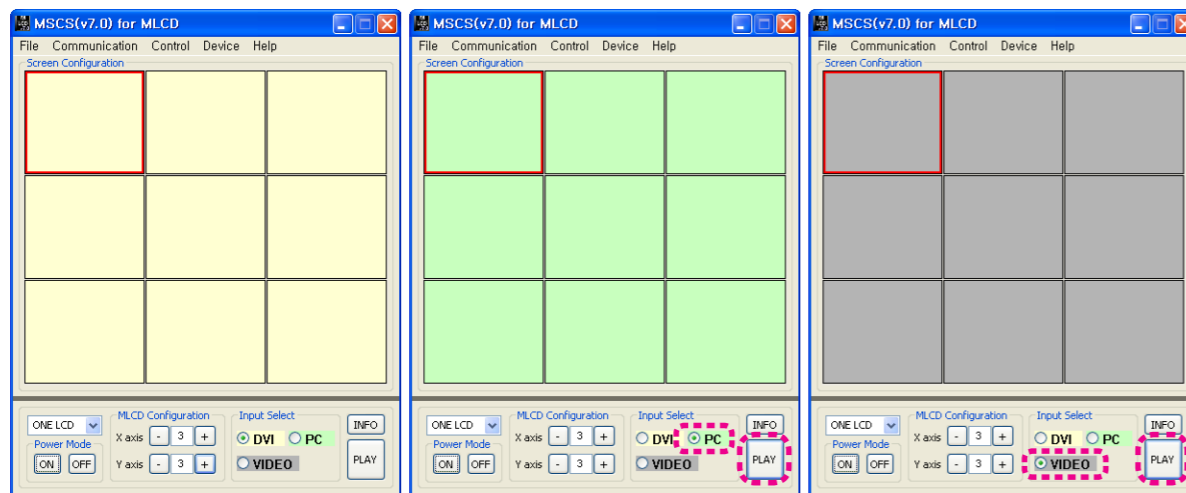 MSCS(v7.0) for MLCD
File Communication Control Device Help
Screen Configuration
ONE LCD
Power Mode
ON OFF
MLCD Configuration
X axis - 3 +
Y axis - 3 +
Input Select
DVI PC
VIDEO
INFO
PLAY
MSCS(v7.0) for MLCD
File Communication Control Device Help
Screen Configuration
ONE LCD
Power Mode
ON OFF
MLCD Configuration
X axis - 3 +
Y axis - 3 +
Input Select
DVI PC
VIDEO
INFO
PLAY
MSCS(v7.0) for MLCD
File Communication Control Device Help
Screen Configuration
ONE LCD
Power Mode
ON OFF
MLCD Configuration
X axis - 3 +
Y axis - 3 +
Input Select
DVI PC
VIDEO
INFO
PLAY